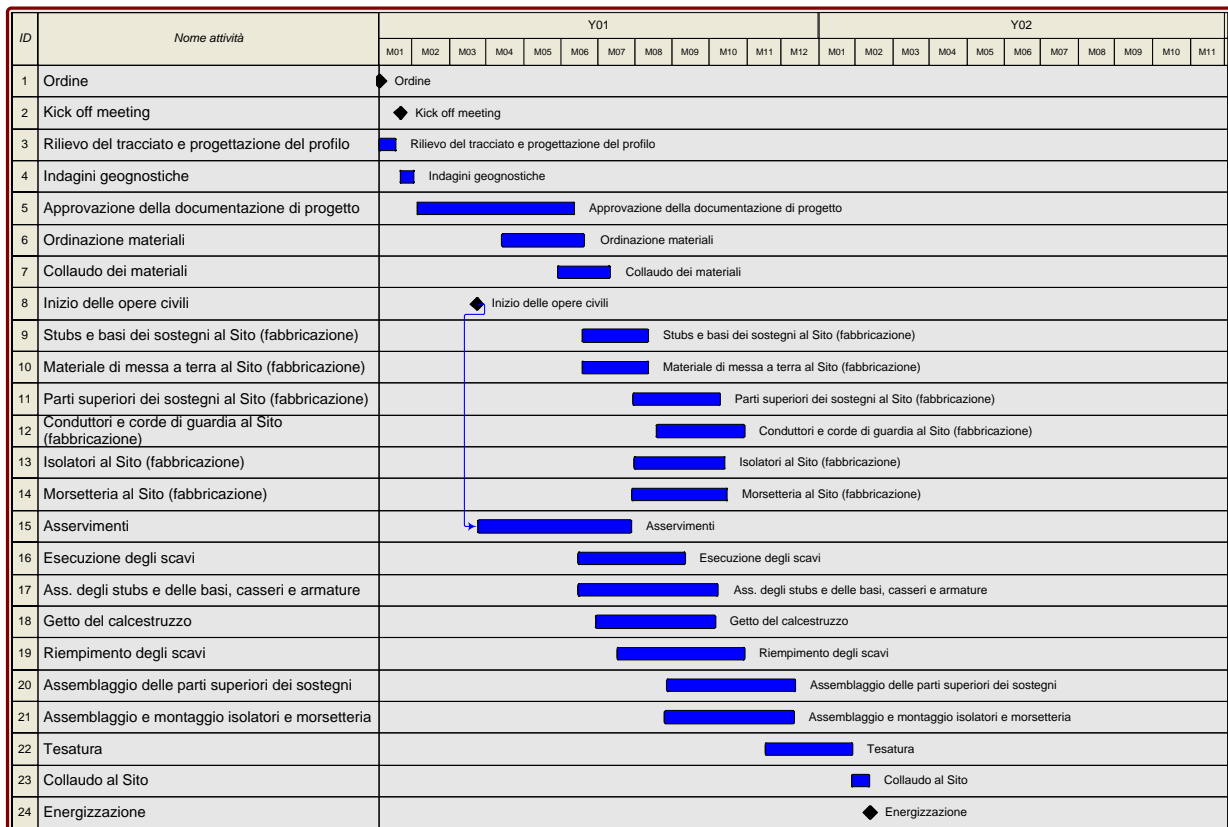 ID Nome attività Y01 Y02
M01 M02 M03 M04 M05 M06 M07 M08 M09 M10 M11 M12 M01 M02 M03 M04 M05 M06 M07 M08 M09 M10 M11
1 Ordine Ordine
2 Kick off meeting Kick off meeting
3 Rilievo del tracciato e progettazione del profilo Rilievo del tracciato e progettazione del profilo
4 Indagini geognostiche Indagini geognostiche
5 Approvazione della documentazione di progetto Approvazione della documentazione di progetto
6 Ordinazione materiali Ordinazione materiali
7 Collaudo dei materiali Collaudo dei materiali
8 Inizio delle opere civili Inizio delle opere civili
9 Stubs e basi dei sostegni al Sito (fabbricazione) Stubs e basi dei sostegni al Sito (fabbricazione)
10 Materiale di messa a terra al Sito (fabbricazione) Materiale di messa a terra al Sito (fabbricazione)
11 Parti superiori dei sostegni al Sito (fabbricazione) Parti superiori dei sostegni al Sito (fabbricazione)
12 Conduttori e corde di guardia al Sito
(fabbricazione) Conduttori e corde di guardia al Sito (fabbricazione)
13 Isolatori al Sito (fabbricazione) Isolatori al Sito (fabbricazione)
14 Morsetteria al Sito (fabbricazione) Morsetteria al Sito (fabbricazione)
15 Asservimenti Asservimenti
16 Esecuzione degli scavi Esecuzione degli scavi
17 Ass. degli stubs e delle basi, casseri e armature Ass. degli stubs e delle basi, casseri e armature
18 Getto del calcestruzzo Getto del calcestruzzo
19 Riempimento degli scavi Riempimento degli scavi
20 Assemblaggio delle parti superiori dei sostegni Assemblaggio delle parti superiori dei sostegni
21 Assemblaggio e montaggio isolatori e morsetteria Assemblaggio e montaggio isolatori e morsetteria
22 Tesatura Tesatura
23 Collaudo al Sito Collaudo al Sito
24 Energizzazione Energizzazione